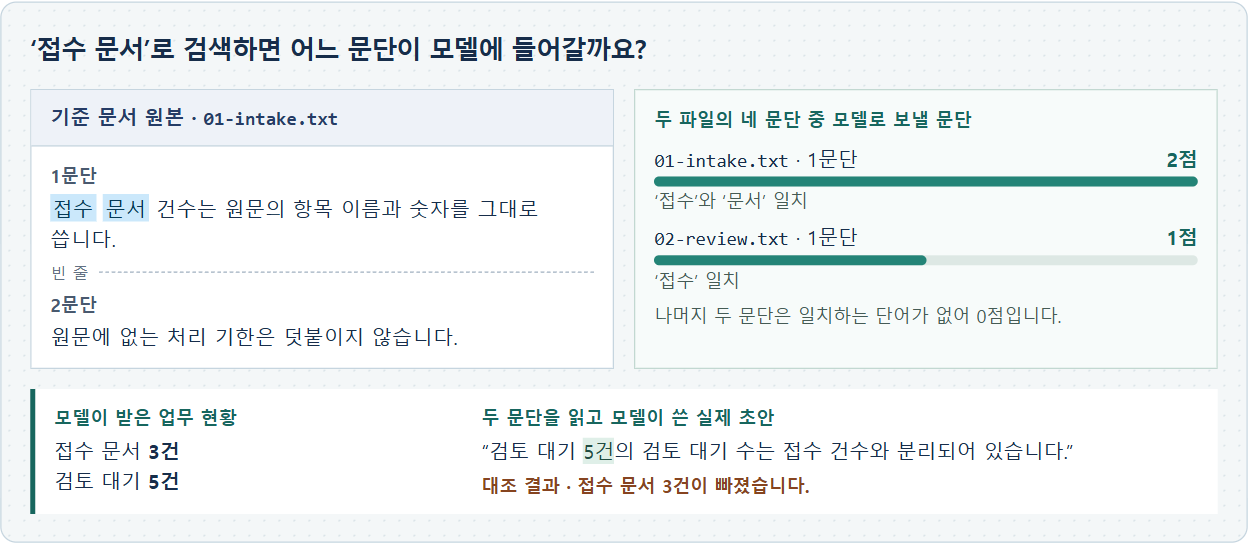 ‘접수 문서’로 검색하면 어느 문단이 모델에 들어갈까요?
기준 문서 원본 · 01-intake.txt
1문단
접수 문서 건수는 원문의 항목 이름과 숫자를 그대로
씁니다.
빈 줄
2문단
원문에 없는 처리 기한은 덧붙이지 않습니다.
두 파일의 네 문단 중 모델로 보낼 문단
01-intake.txt · 1문단 2점
‘접수’와 ‘문서’ 일치
02-review.txt · 1문단 1점
‘접수’ 일치
나머지 두 문단은 일치하는 단어가 없어 0점입니다.
모델이 받은 업무 현황
접수 문서 3건
검토 대기 5건
두 문단을 읽고 모델이 쓴 실제 초안
“검토 대기 5건의 검토 대기 수는 접수 건수와 분리되어 있습니다.”
대조 결과 · 접수 문서 3건이 빠졌습니다.